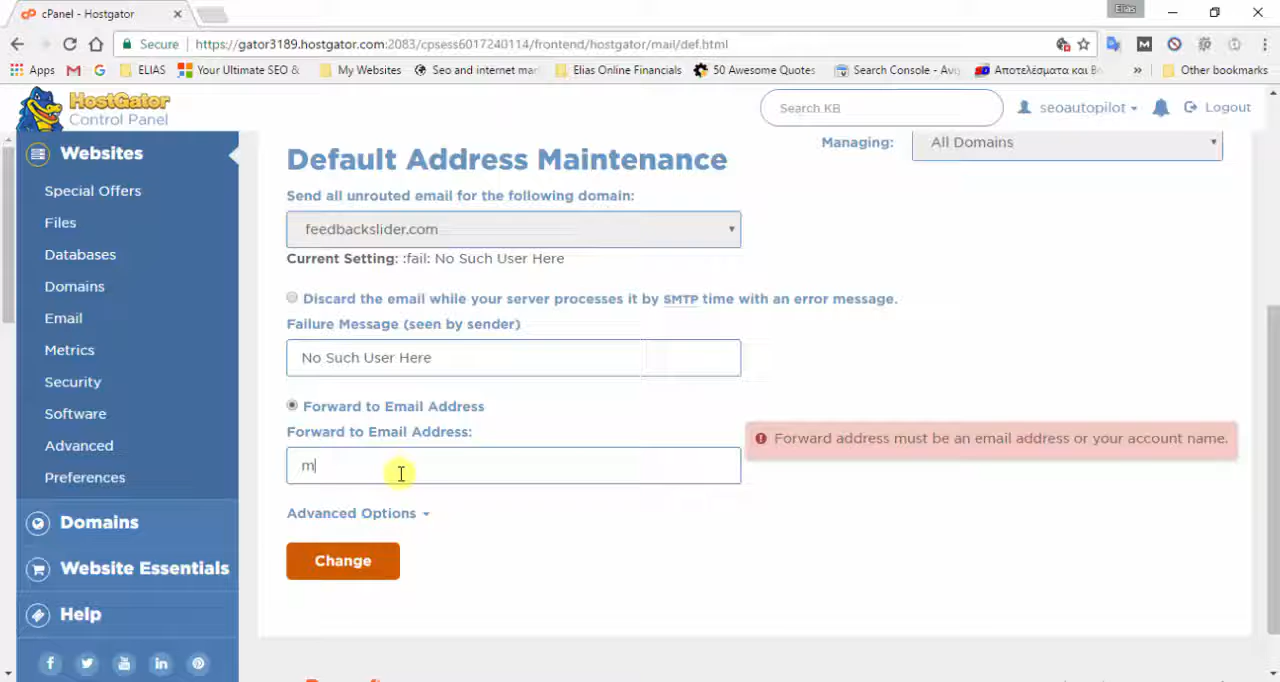 cPanel - Hostgator
Elias
Secure
https://gator3189.hostgator.com:2083/cpsess6017240114/frontend/hostgator/mail/def.html
Apps
ELIAS
Your Ultimate SEO &
My Websites
Seo and internet mar
Elias Online Financials
50 Awesome Quotes
Search Console - Αν
Αποτελέσματα και Βο
»
Other bookmarks
HostGator
Control Panel
Search KB
seoautopilot
Logout
Websites
Special Offers
Files
Databases
Domains
Email
Metrics
Security
Software
Advanced
Preferences
Domains
Website Essentials
Help
Managing:
All Domains
Default Address Maintenance
Send all unrouted email for the following domain:
feedbackslider.com
Current Setting: :fail: No Such User Here
Discard the email while your server processes it by SMTP time with an error message.
Failure Message (seen by sender)
No Such User Here
Forward to Email Address
Forward to Email Address:
m
Forward address must be an email address or your account name.
Advanced Options
Change